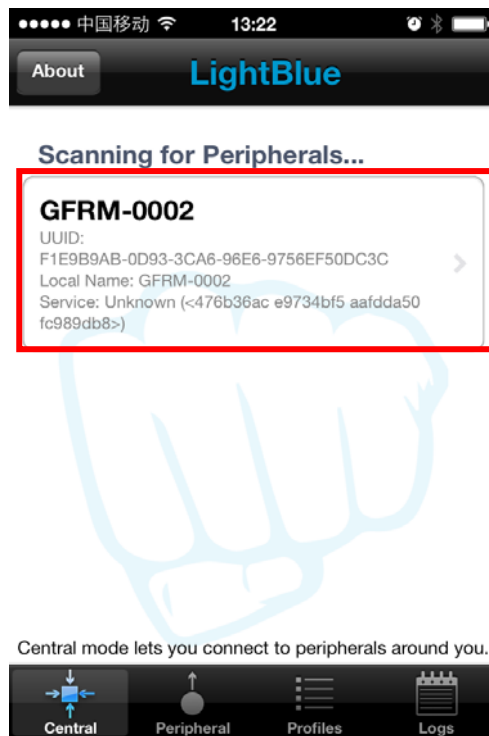 中国移动 13:22
About LightBlue
Scanning for Peripherals...
GFRM-0002
UUID:
F1E9B9AB-0D93-3CA6-96E6-9756EF50DC3C
Local Name: GFRM-0002
Service: Unknown (<476b36ac e9734bf5 aafdda50
fc989db8>)
Central mode lets you connect to peripherals around you.
Central Peripheral Profiles Logs